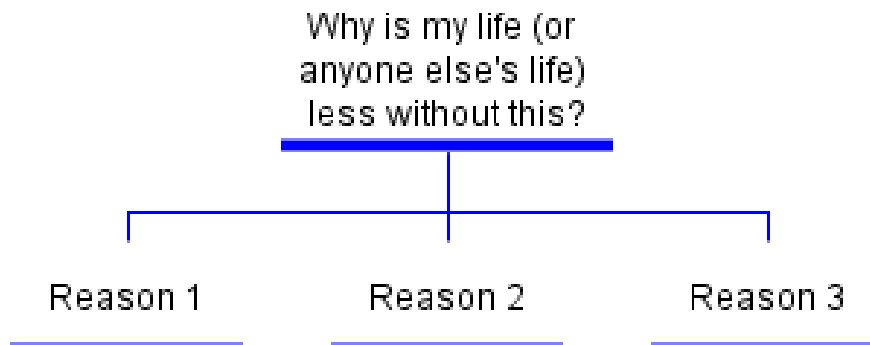 Why is my life (or
anyone else's life)
less without this?
Reason 1
Reason 2
Reason 3